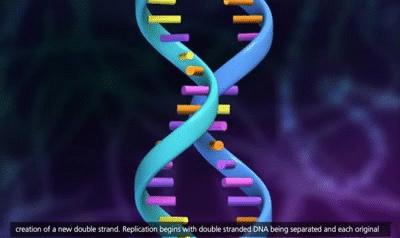 creation of a new double strand. Replication begins with double stranded DNA being separated and each original